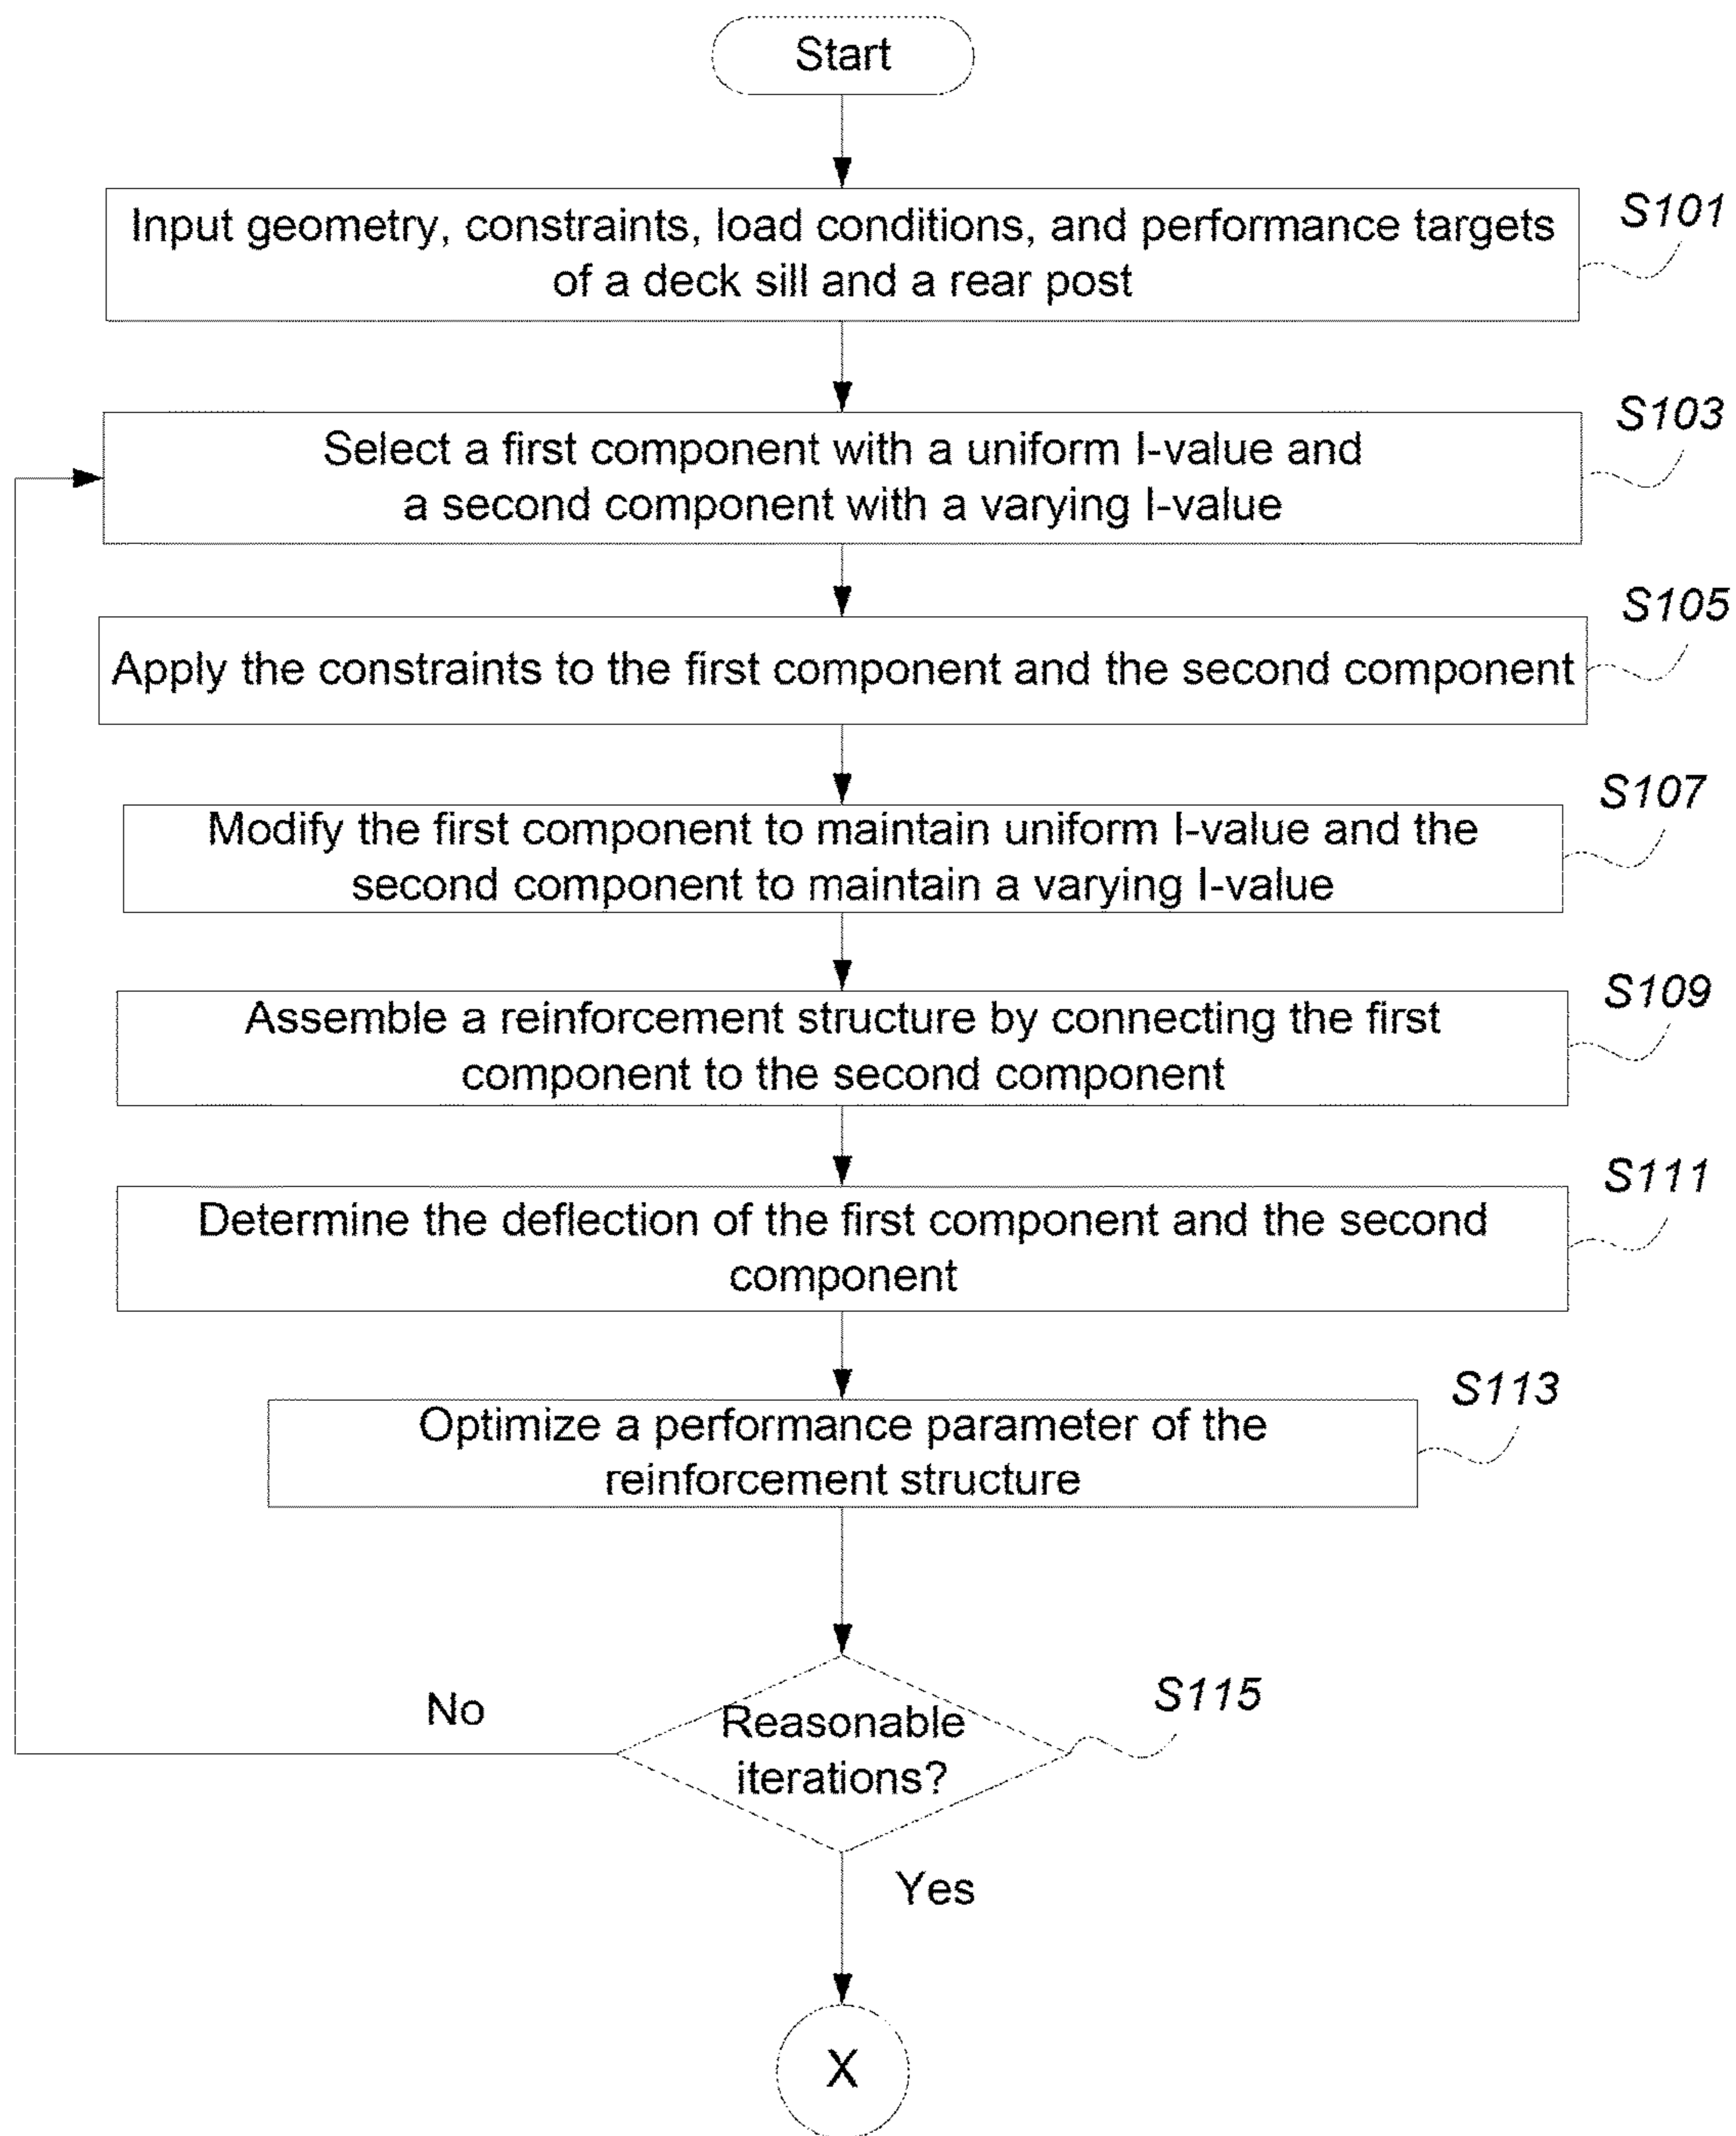 Start
Input geometry, constraints, load conditions, and performance targets
of a deck sill and a rear post
S101
Select a first component with a uniform I-value and
a second component with a varying I-value
S103
Apply the constraints to the first component and the second component
S105
Modify the first component to maintain uniform I-value and the
second component to maintain a varying I-value
S107
Assemble a reinforcement structure by connecting the first
component to the second component
S109
Determine the deflection of the first component and the second
component
S111
Optimize a performance parameter of the
reinforcement structure
S113
No
Reasonable
iterations?
S115
Yes
X